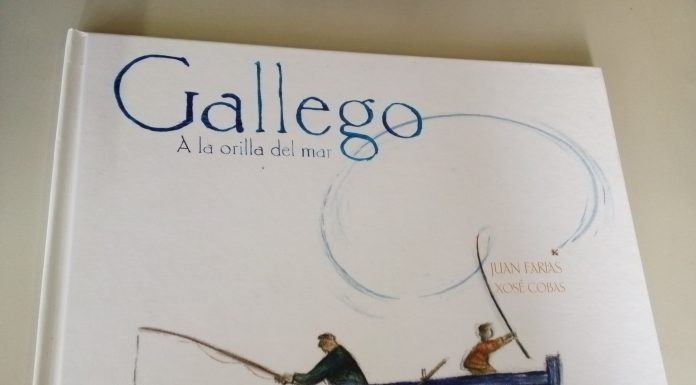 Gallego
A la orilla del mar
JUAN FARIAS
XOSÉ COBAS